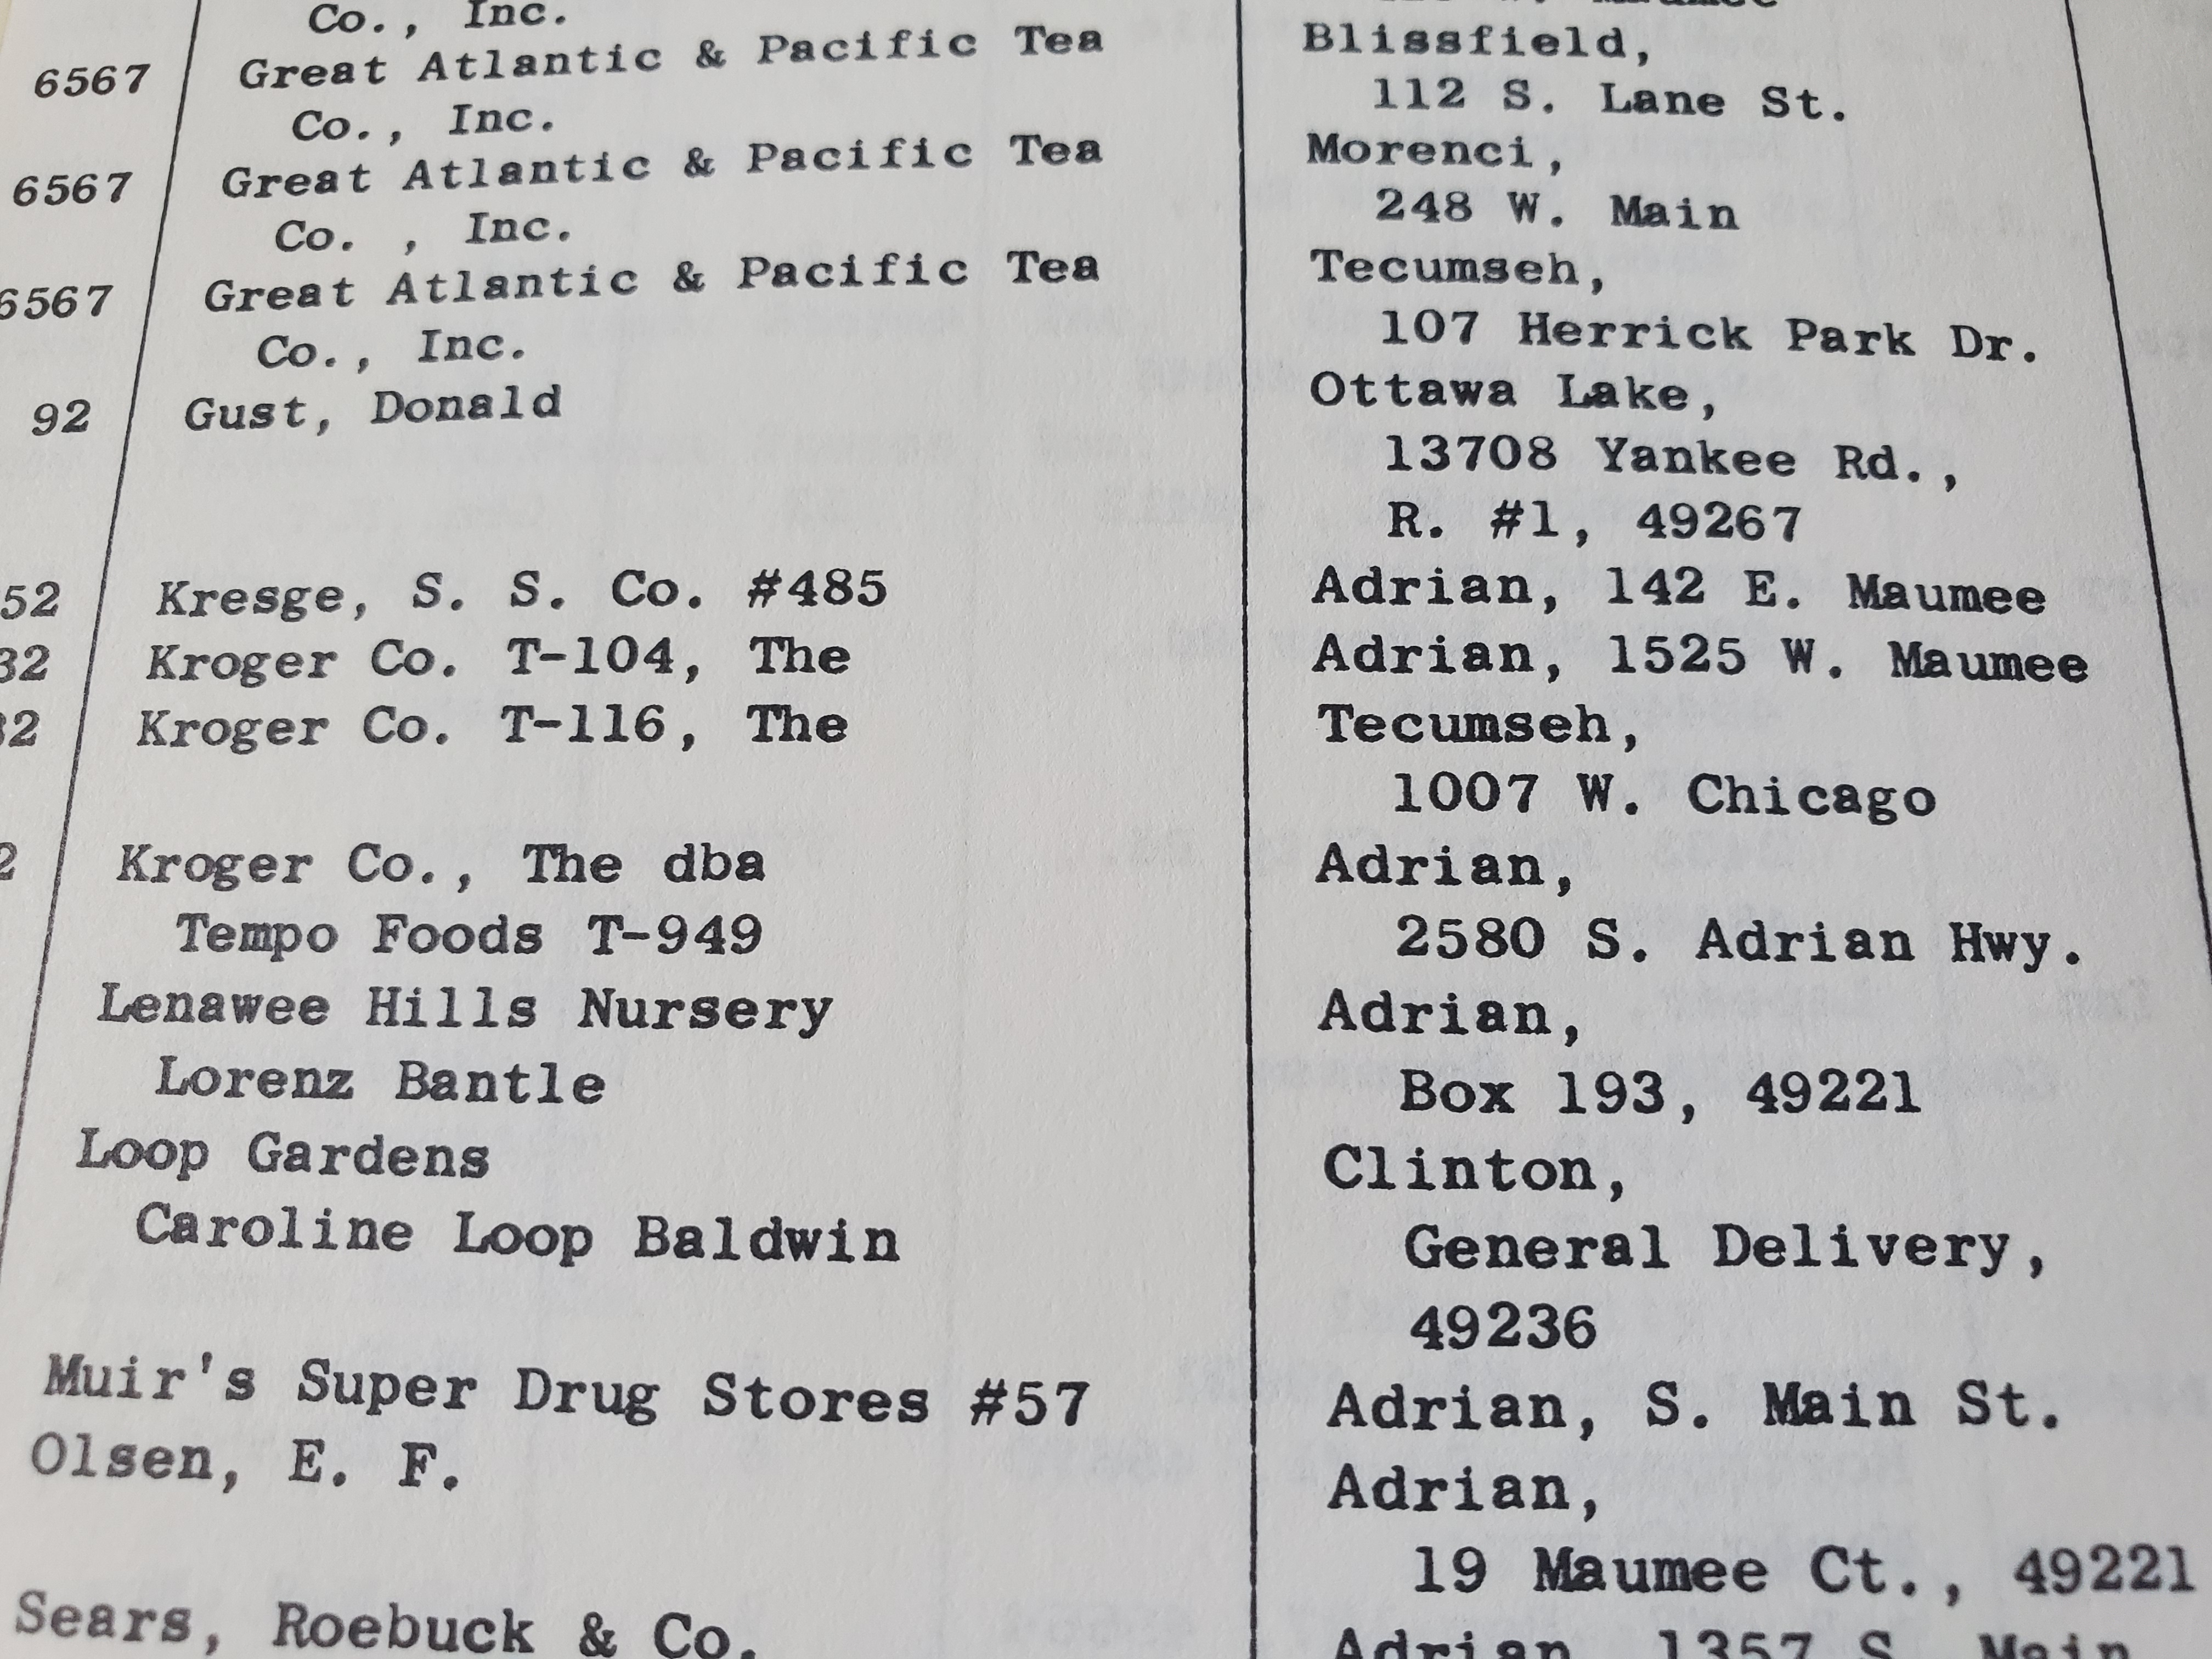 Co., Inc.
6567 Great Atlantic & Pacific Tea Blissfield,
Co., Inc. 112 S. Lane St.
6567 Great Atlantic & Pacific Tea Morenci,
Co. , Inc. 248 W. Main
6567 Great Atlantic & Pacific Tea Tecumseh,
Co., Inc. 107 Herrick Park Dr.
92 Gust, Donald Ottawa Lake,
13708 Yankee Rd.,
R. #1, 49267
52 Kresge, S. S. Co. #485 Adrian, 142 E. Maumee
32 Kroger Co. T-104, The Adrian, 1525 W. Maumee
32 Kroger Co. T-116, The Tecumseh,
1007 W. Chicago
2 Kroger Co., The dba Adrian,
Tempo Foods T-949 2580 S. Adrian Hwy.
Lenawee Hills Nursery Adrian,
Lorenz Bantle Box 193, 49221
Loop Gardens Clinton,
Caroline Loop Baldwin General Delivery,
49236
Muir's Super Drug Stores #57 Adrian, S. Main St.
Olsen, E. F. Adrian,
19 Maumee Ct., 49221
Sears, Roebuck & Co. Adrian, 1357 S. Main